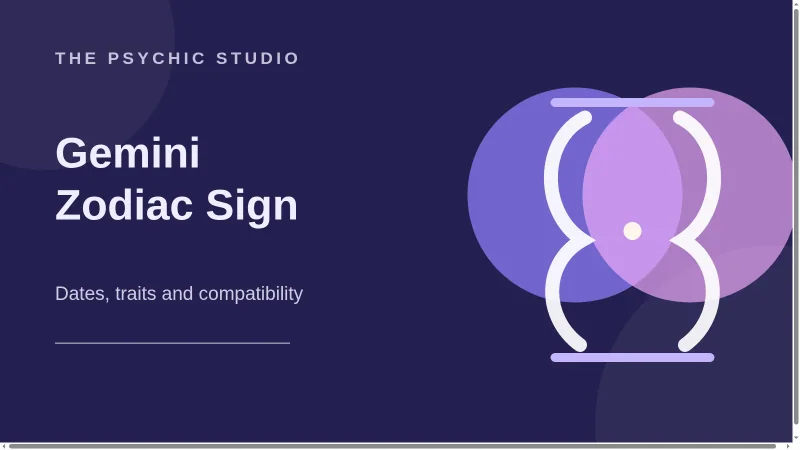 THE PSYCHIC STUDIO
Gemini
Zodiac Sign
Dates, traits and compatibility